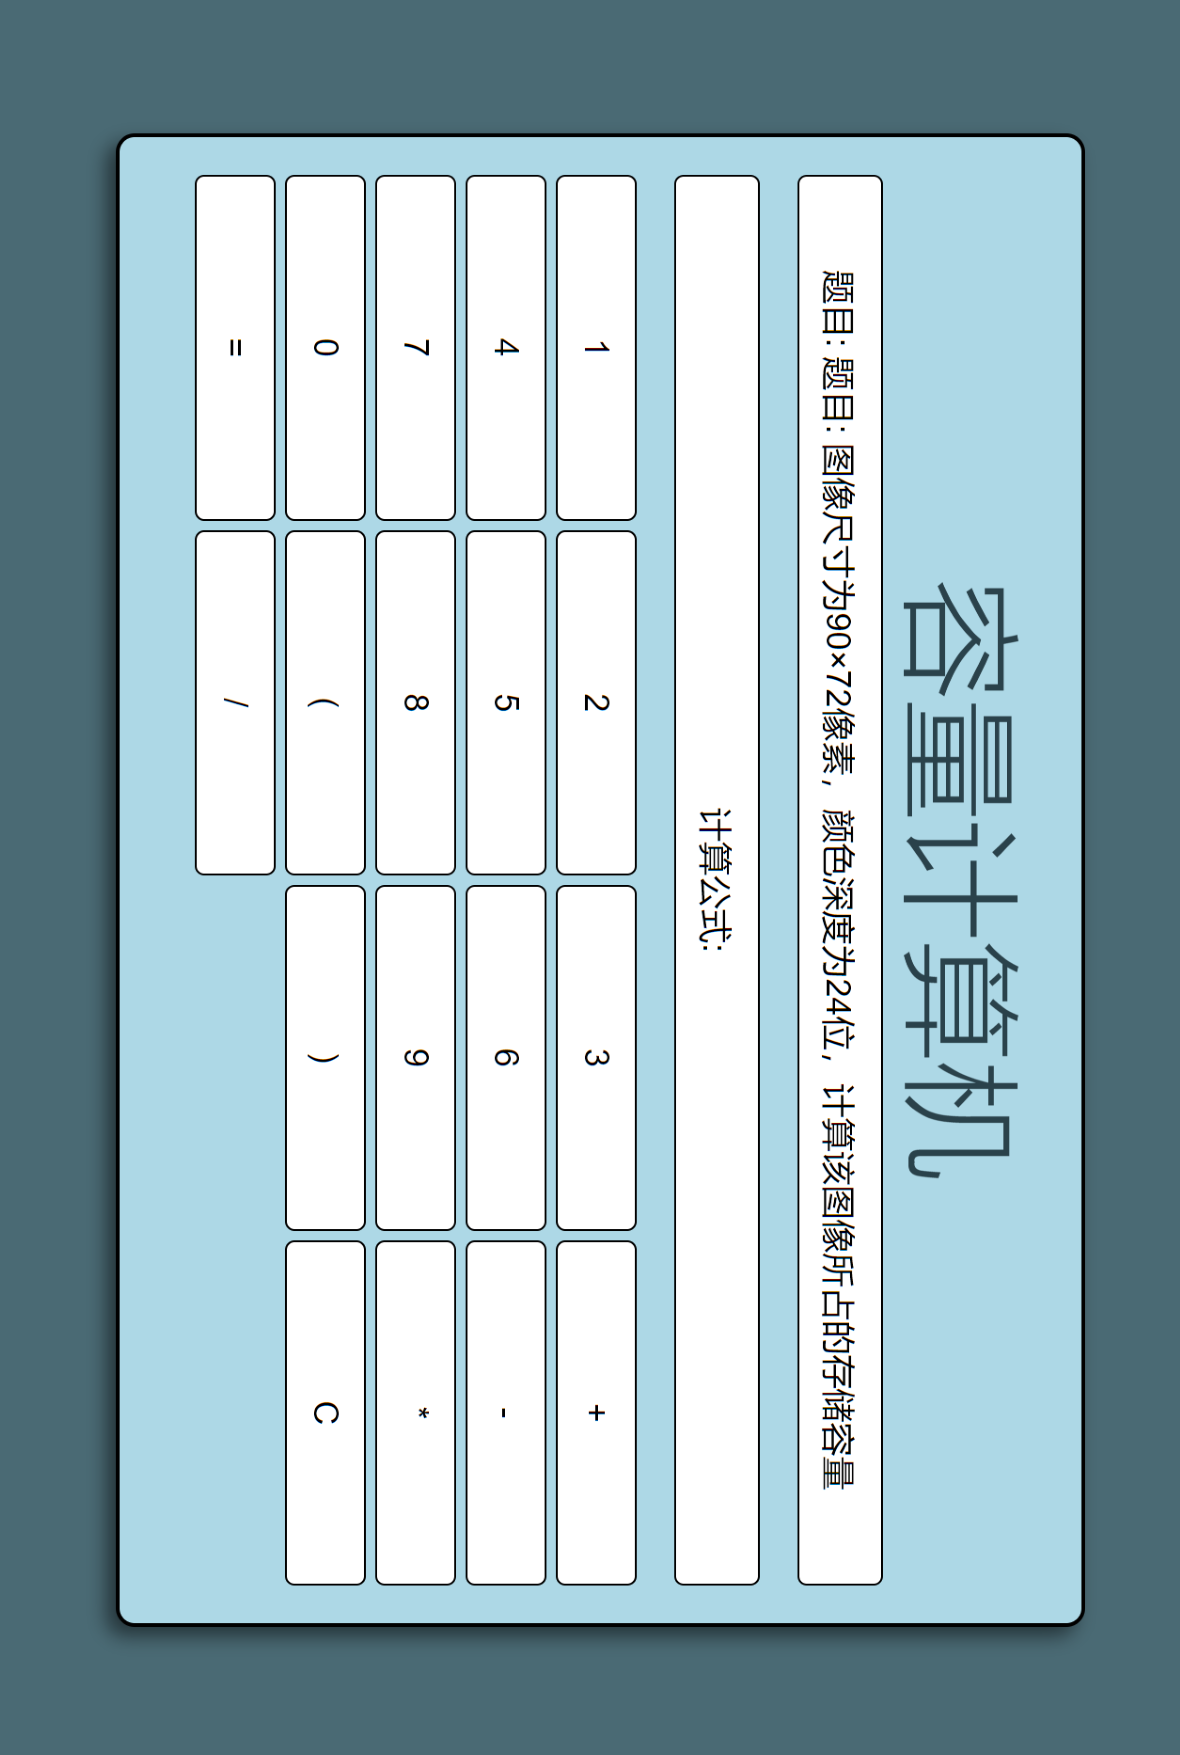 容量计算机
题目: 题目: 图像尺寸为90×72像素，颜色深度为24位，计算该图像所占的存储容量
计算公式:
1 2 3 +
4 5 6 -
7 8 9 *
0 ( ) C
= /